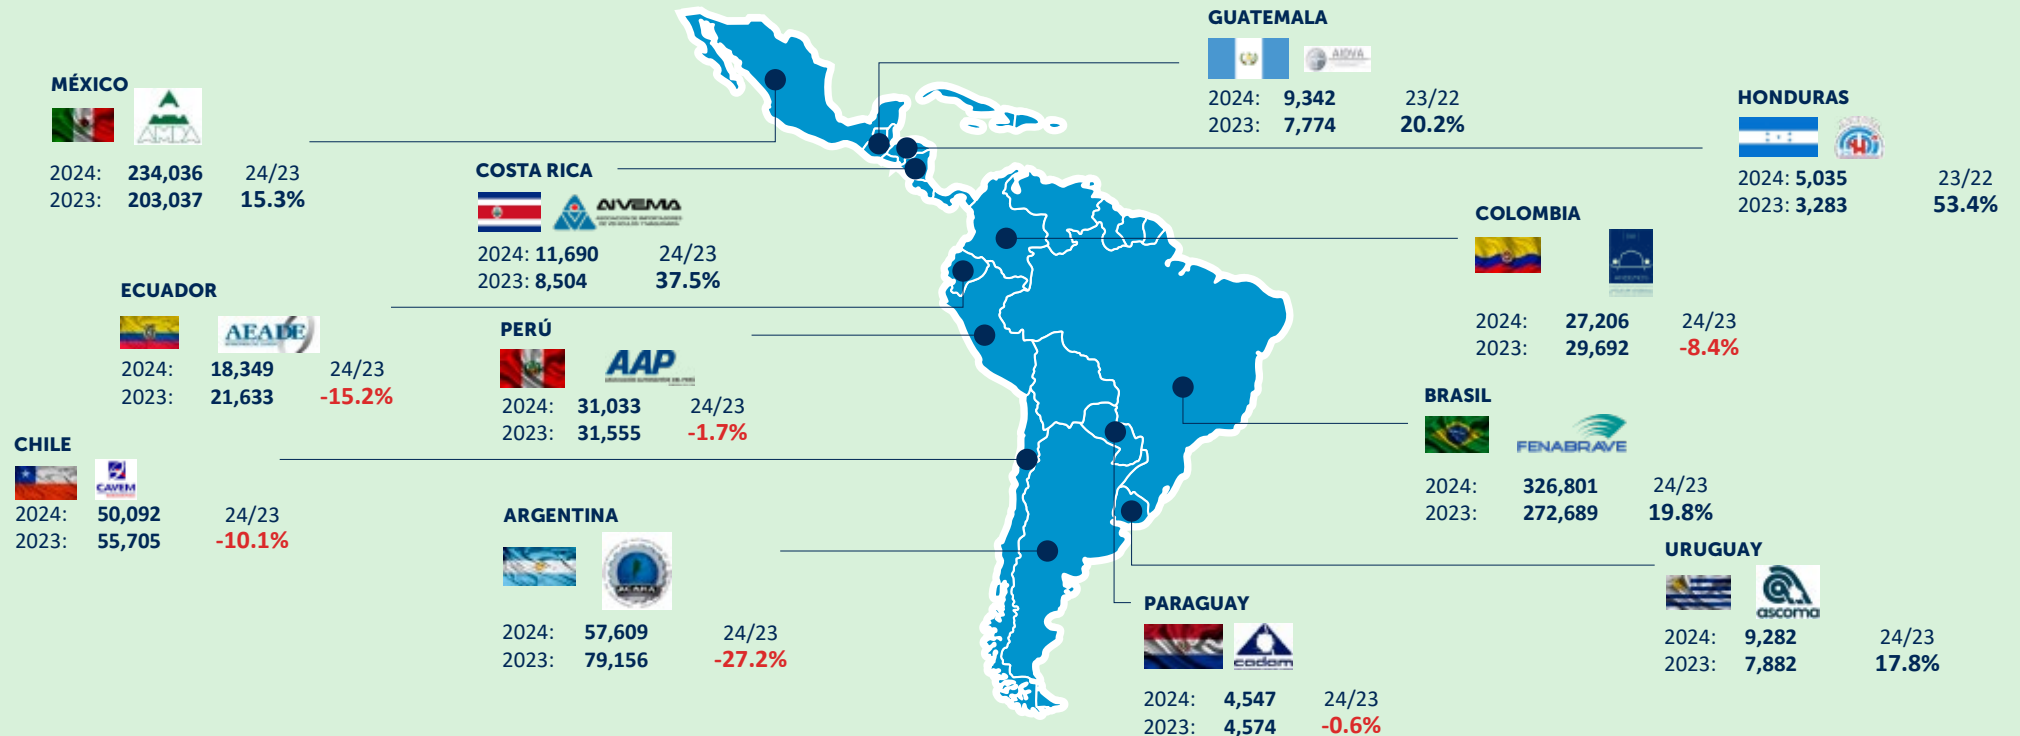 MÉXICO
AMDA
2024: 234,036 24/23
2023: 203,037 15.3%
COSTA RICA
AIVEMA
2024: 11,690 24/23
2023: 8,504 37.5%
ECUADOR
AEADE
2024: 18,349 24/23
2023: 21,633 -15.2%
PERÚ
AAP
2024: 31,033 24/23
2023: 31,555 -1.7%
CHILE
CAVEM
2024: 50,092 24/23
2023: 55,705 -10.1%
ARGENTINA
ACARA
2024: 57,609 24/23
2023: 79,156 -27.2%
GUATEMALA
AIDVA
2024: 9,342 23/22
2023: 7,774 20.2%
HONDURAS
2024: 5,035 23/22
2023: 3,283 53.4%
COLOMBIA
2024: 27,206 24/23
2023: 29,692 -8.4%
BRASIL
FENABRAVE
2024: 326,801 24/23
2023: 272,689 19.8%
URUGUAY
ascoma
2024: 9,282 24/23
2023: 7,882 17.8%
PARAGUAY
cadam
2024: 4,547 24/23
2023: 4,574 -0.6%